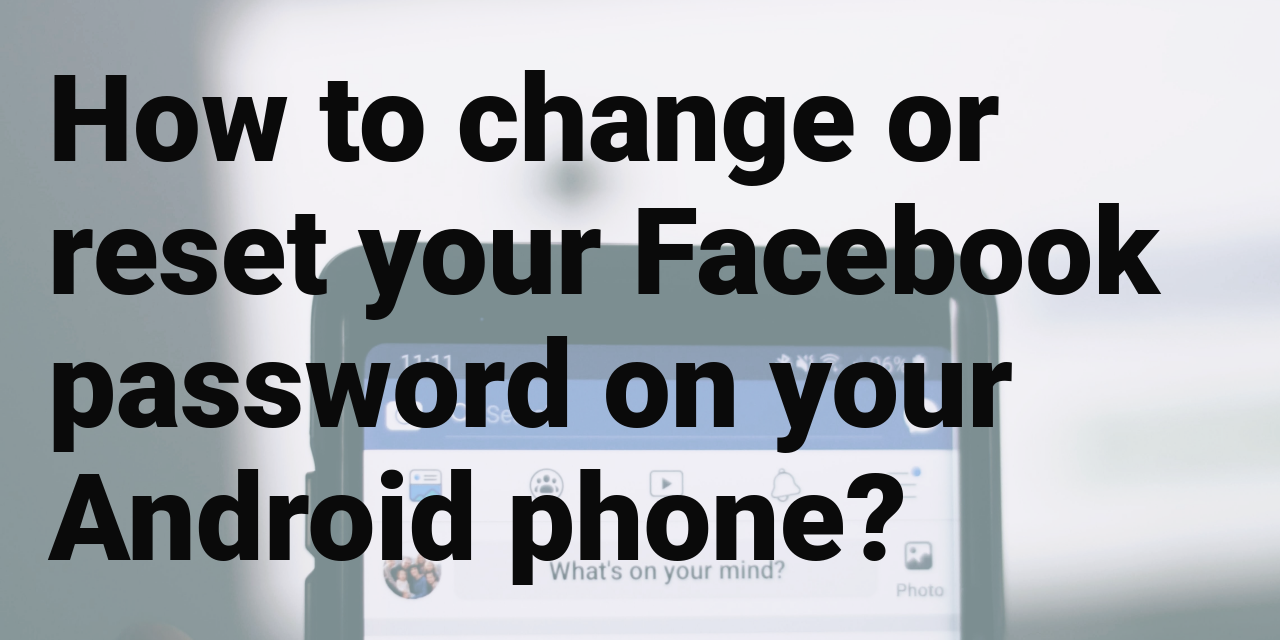 How to change or
reset your Facebook
password on your
Android phone?
11:11
96%
What's on your mind?
Photo